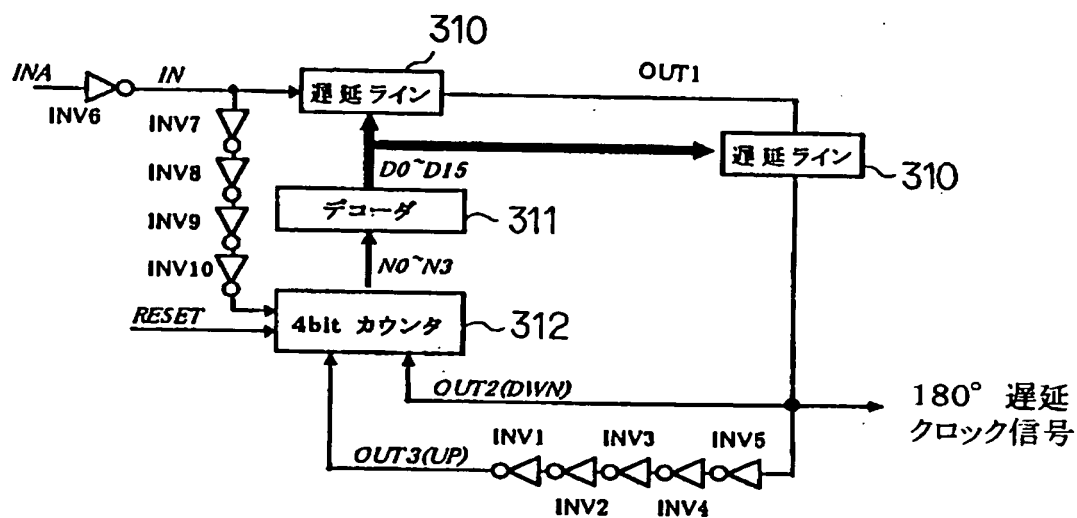 310
INA
IN
OUT1
INV6
遅延ライン
INV7
遅延ライン
310
INV8
D0~D15
INV9
デコーダ
311
INV10
N0~N3
RESET
4bit カウンタ
312
OUT2(DWN)
180° 遅延
クロック信号
INV1
INV3
INV5
OUT3(UP)
INV2
INV4